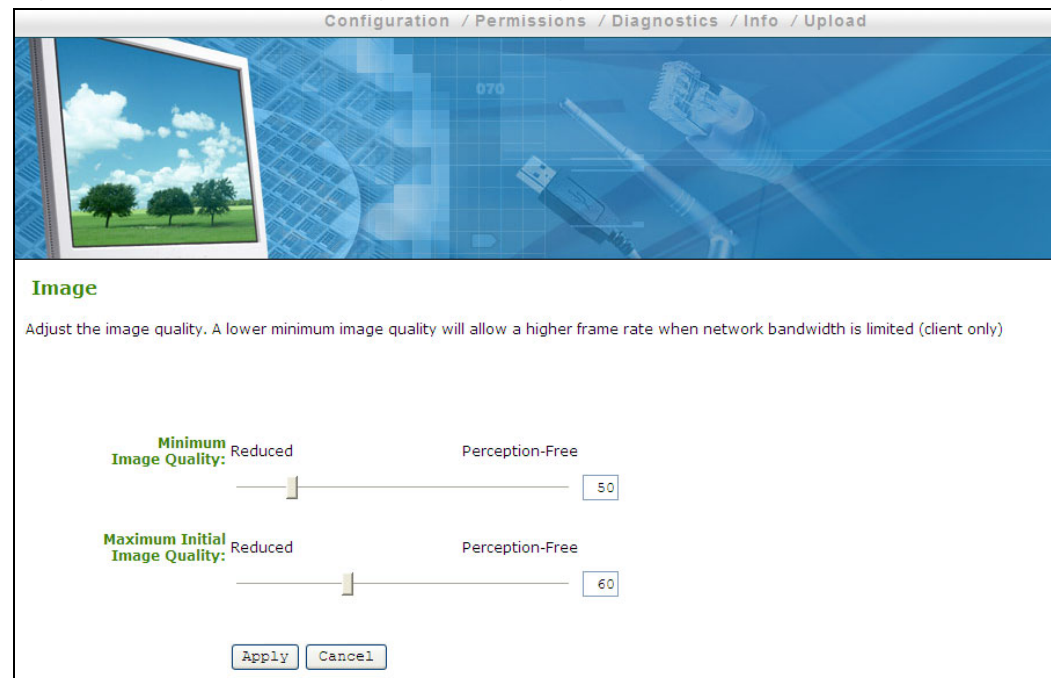 Configuration / Permissions / Diagnostics / Info / Upload
070
Image
Adjust the image quality. A lower minimum image quality will allow a higher frame rate when network bandwidth is limited (client only)
Minimum
Image Quality:
Reduced Perception-Free
50
Maximum Initial
Image Quality:
Reduced Perception-Free
60
Apply Cancel